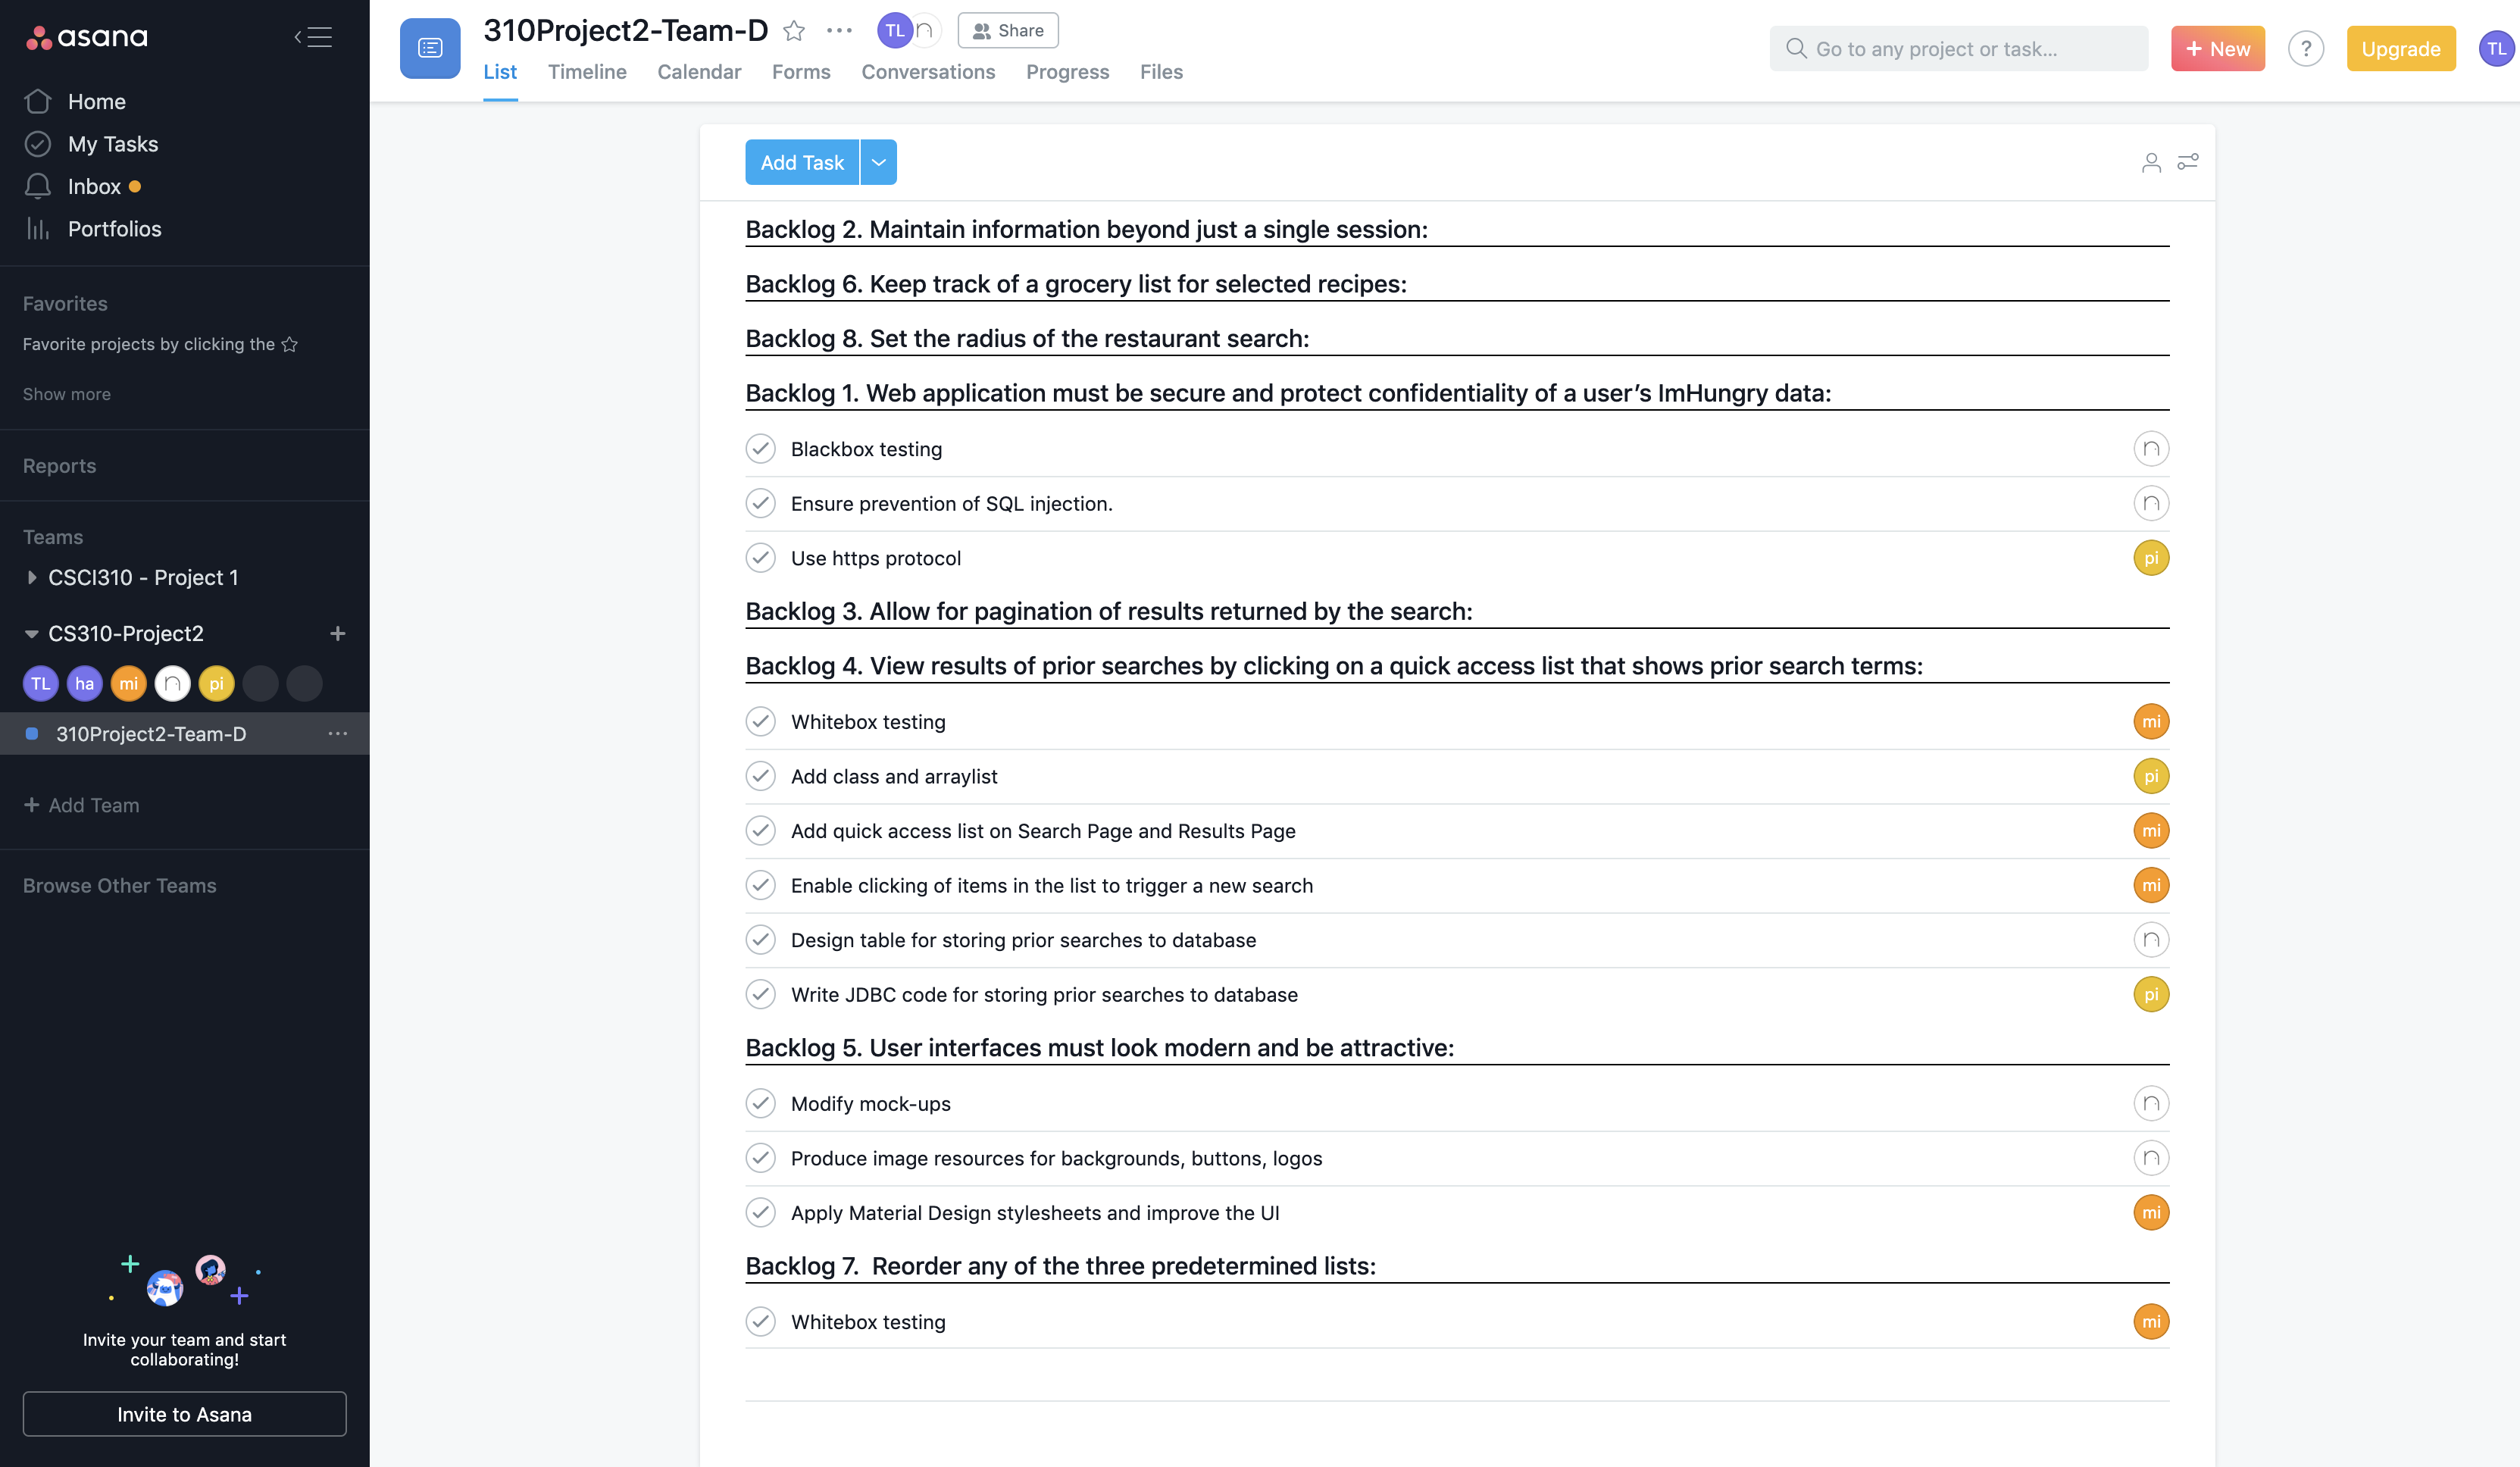 asana
Home
My Tasks
Inbox
Portfolios
Favorites
Favorite projects by clicking the
Show more
Reports
Teams
CSCI310 - Project 1
CS310-Project2
TL ha mi n pi
310Project2-Team-D
Add Team
Browse Other Teams
Invite your team and start
collaborating!
Invite to Asana
310Project2-Team-D
TL n
Share
List Timeline Calendar Forms Conversations Progress Files
Go to any project or task...
+ New
?
Upgrade
TL
Add Task
Backlog 2. Maintain information beyond just a single session:
Backlog 6. Keep track of a grocery list for selected recipes:
Backlog 8. Set the radius of the restaurant search:
Backlog 1. Web application must be secure and protect confidentiality of a user’s ImHungry data:
Blackbox testing n
Ensure prevention of SQL injection. n
Use https protocol pi
Backlog 3. Allow for pagination of results returned by the search:
Backlog 4. View results of prior searches by clicking on a quick access list that shows prior search terms:
Whitebox testing mi
Add class and arraylist pi
Add quick access list on Search Page and Results Page mi
Enable clicking of items in the list to trigger a new search mi
Design table for storing prior searches to database n
Write JDBC code for storing prior searches to database pi
Backlog 5. User interfaces must look modern and be attractive:
Modify mock-ups n
Produce image resources for backgrounds, buttons, logos n
Apply Material Design stylesheets and improve the UI mi
Backlog 7.  Reorder any of the three predetermined lists:
Whitebox testing mi